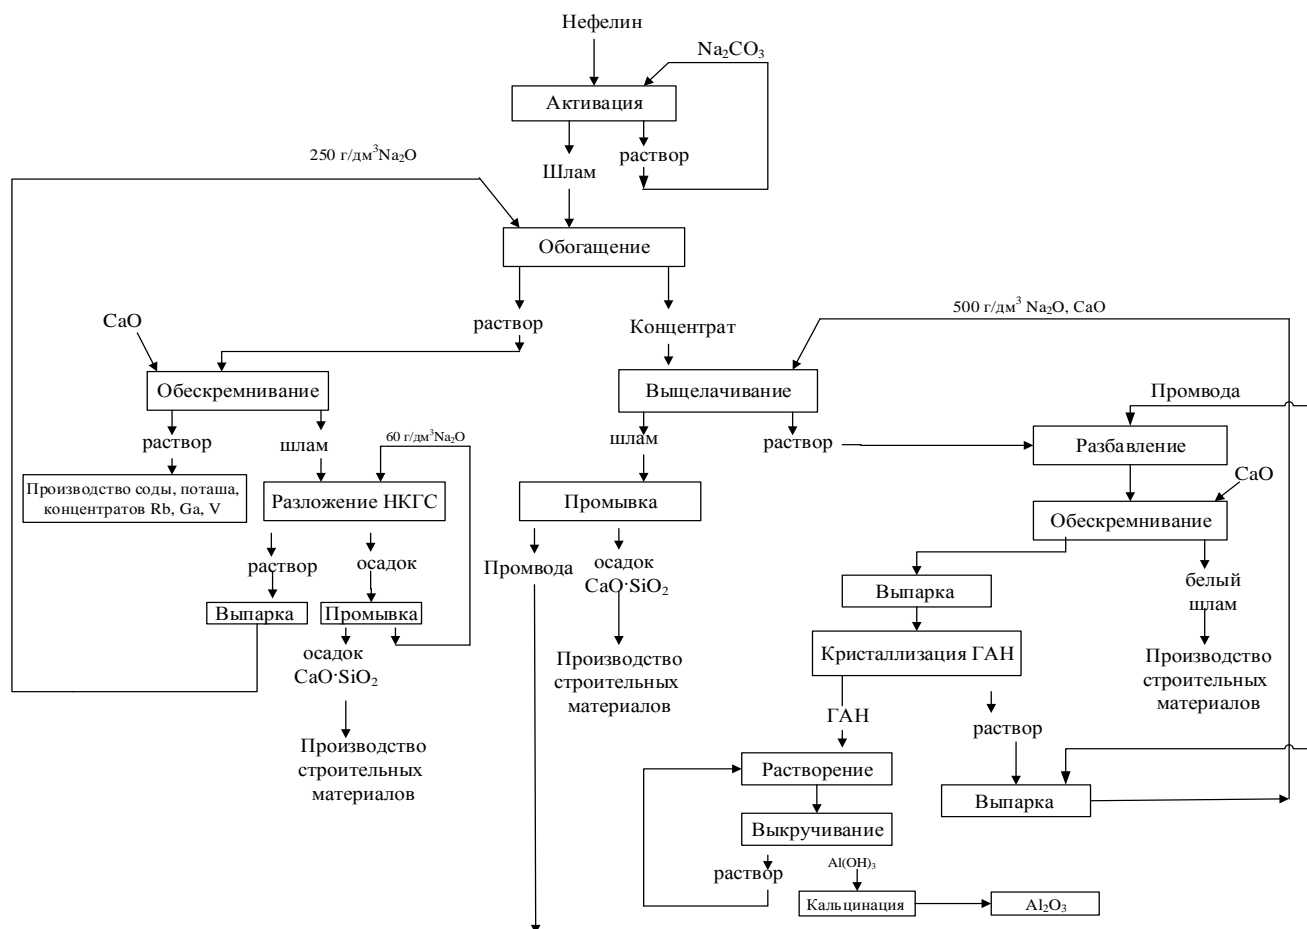 Нефелин
Na₂CO₃
Активация
250 г/дм³Na₂O
раствор
Шлам
Обогащение
500 г/дм³ Na₂O, CaO
CaO
раствор
Концентрат
Обескремнивание
Выщелачивание
Промвода
раствор
шлам
60 г/дм³Na₂O
шлам
раствор
Разбавление
Производство соды, поташа,
концентратов Rb, Ga, V
Разложение НКГС
Промывка
CaO
Обескремнивание
раствор
осадок
Промвода
осадок
CaO·SiO₂
Выпарка
белый
шлам
Выпарка
Промывка
осадок
CaO·SiO₂
Кристаллизация ГАН
Производство
строительных
материалов
Производство
строительных
материалов
ГАН
раствор
Производство
строительных
материалов
Растворение
Выпарка
Выкручивание
раствор
Al(OH)₃
Кальцинация
Al₂O₃